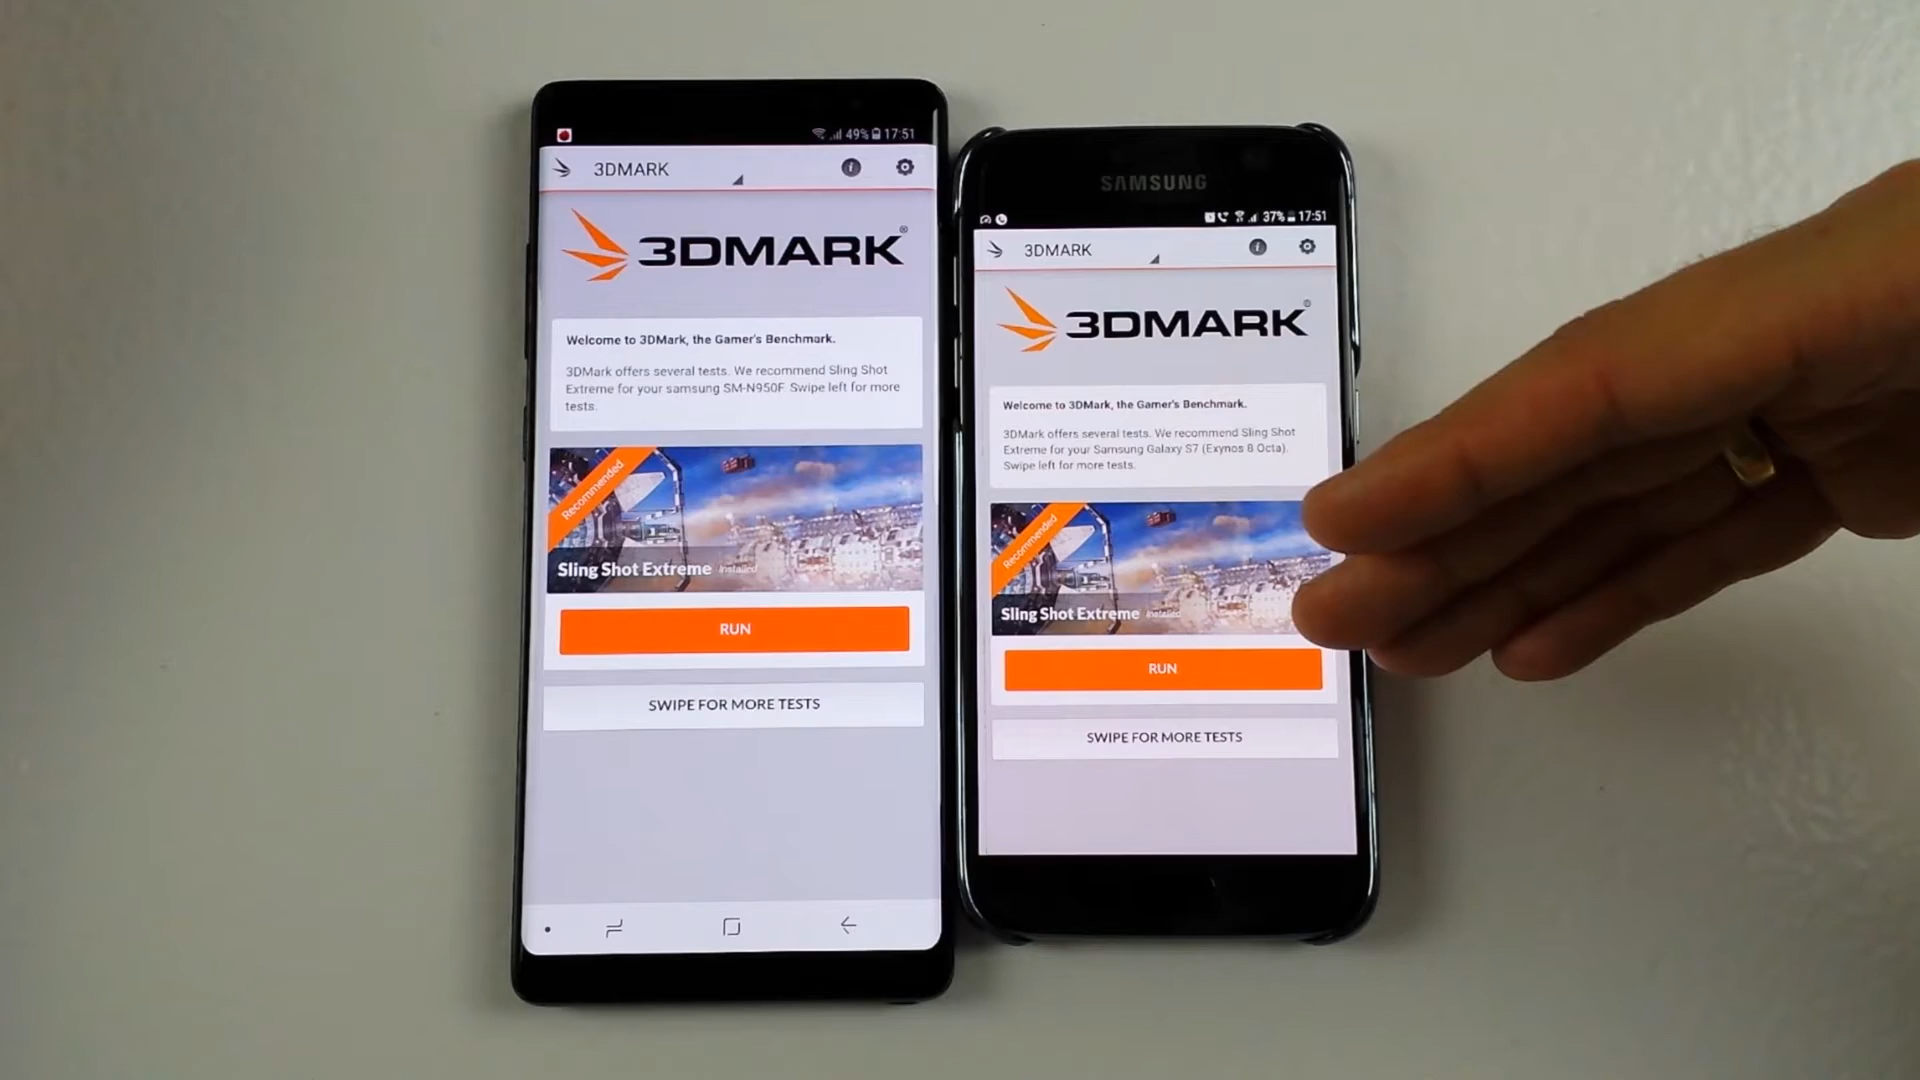 49% 17:51
3DMARK
3DMARK®
Welcome to 3DMark, the Gamer's Benchmark.
3DMark offers several tests. We recommend Sling Shot
Extreme for your samsung SM-N950F. Swipe left for more
tests.
Recommended
Sling Shot Extreme Installed
RUN
SWIPE FOR MORE TESTS
SAMSUNG
37% 17:51
3DMARK
3DMARK®
Welcome to 3DMark, the Gamer's Benchmark.
3DMark offers several tests. We recommend Sling Shot
Extreme for your Samsung Galaxy S7 (Exynos 8 Octa).
Swipe left for more tests.
Recommended
Sling Shot Extreme Installed
RUN
SWIPE FOR MORE TESTS